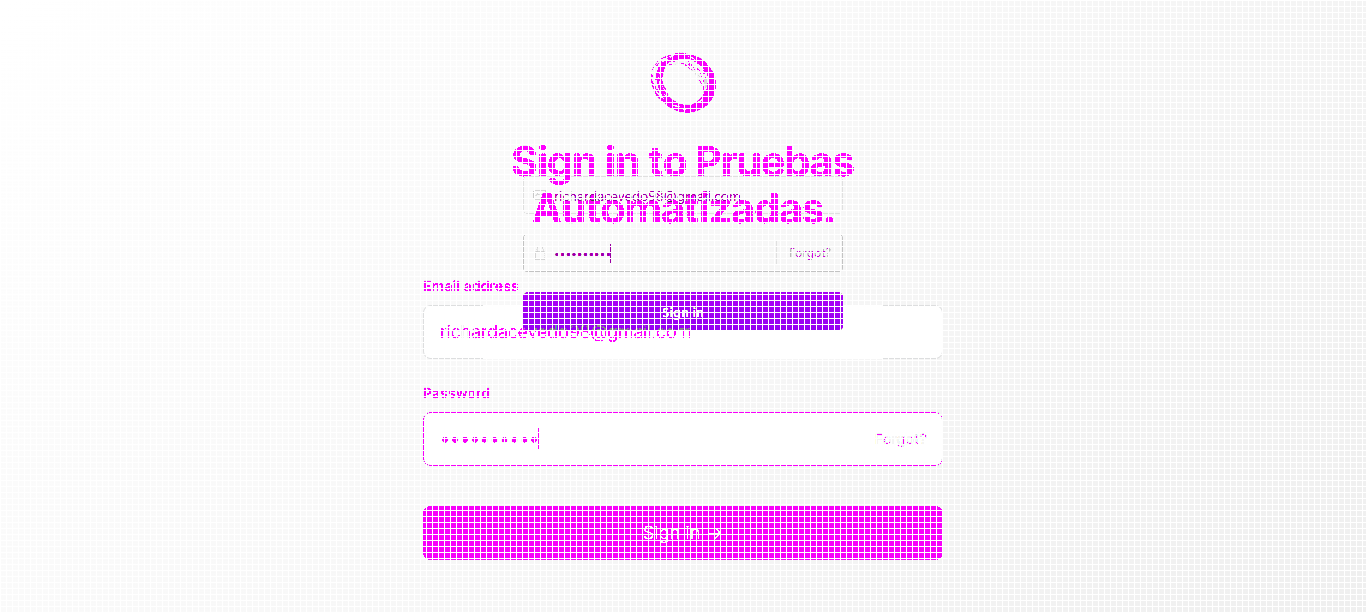 Sign in to Pruebas
richardacevedo98@gmail.com
Automatizadas.
Forgot?
Email address
Sign in
richardacevedo98@gmail.com
Password
Forgot?
Sign in →